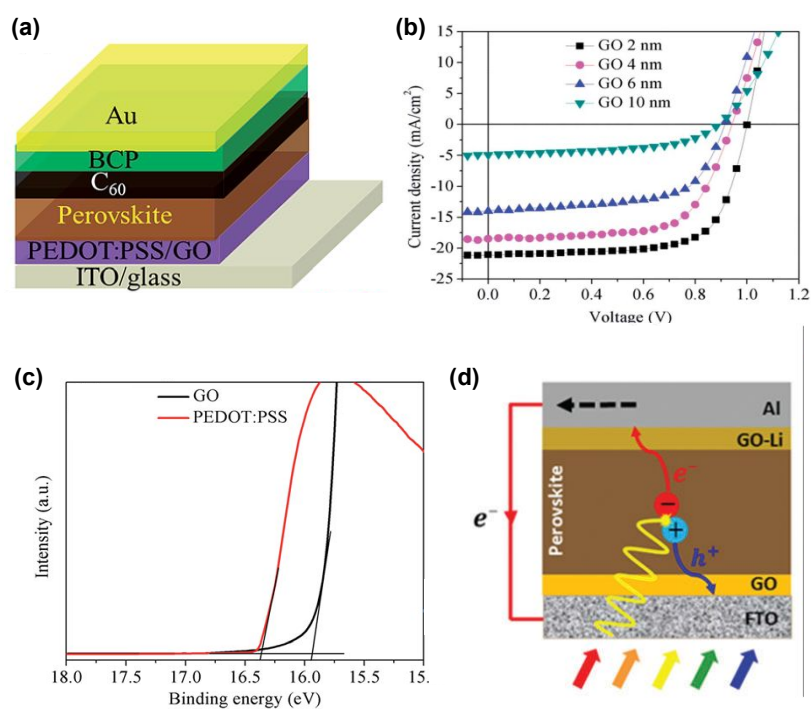 (a)
Au
BCP
C₆₀
Perovskite
PEDOT:PSS/GO
ITO/glass
(b)
GO 2 nm
GO 4 nm
GO 6 nm
GO 10 nm
Current density (mA/cm²)
15
10
5
0
-5
-10
-15
-20
-25
0.0 0.2 0.4 0.6 0.8 1.0 1.2
Voltage (V)
(c)
GO
PEDOT:PSS
Intensity (a.u.)
18.0 17.5 17.0 16.5 16.0 15.5 15.
Binding energy (eV)
(d)
Al
GO-Li
e⁻
Perovskite
−
e⁻
+
h⁺
GO
FTO